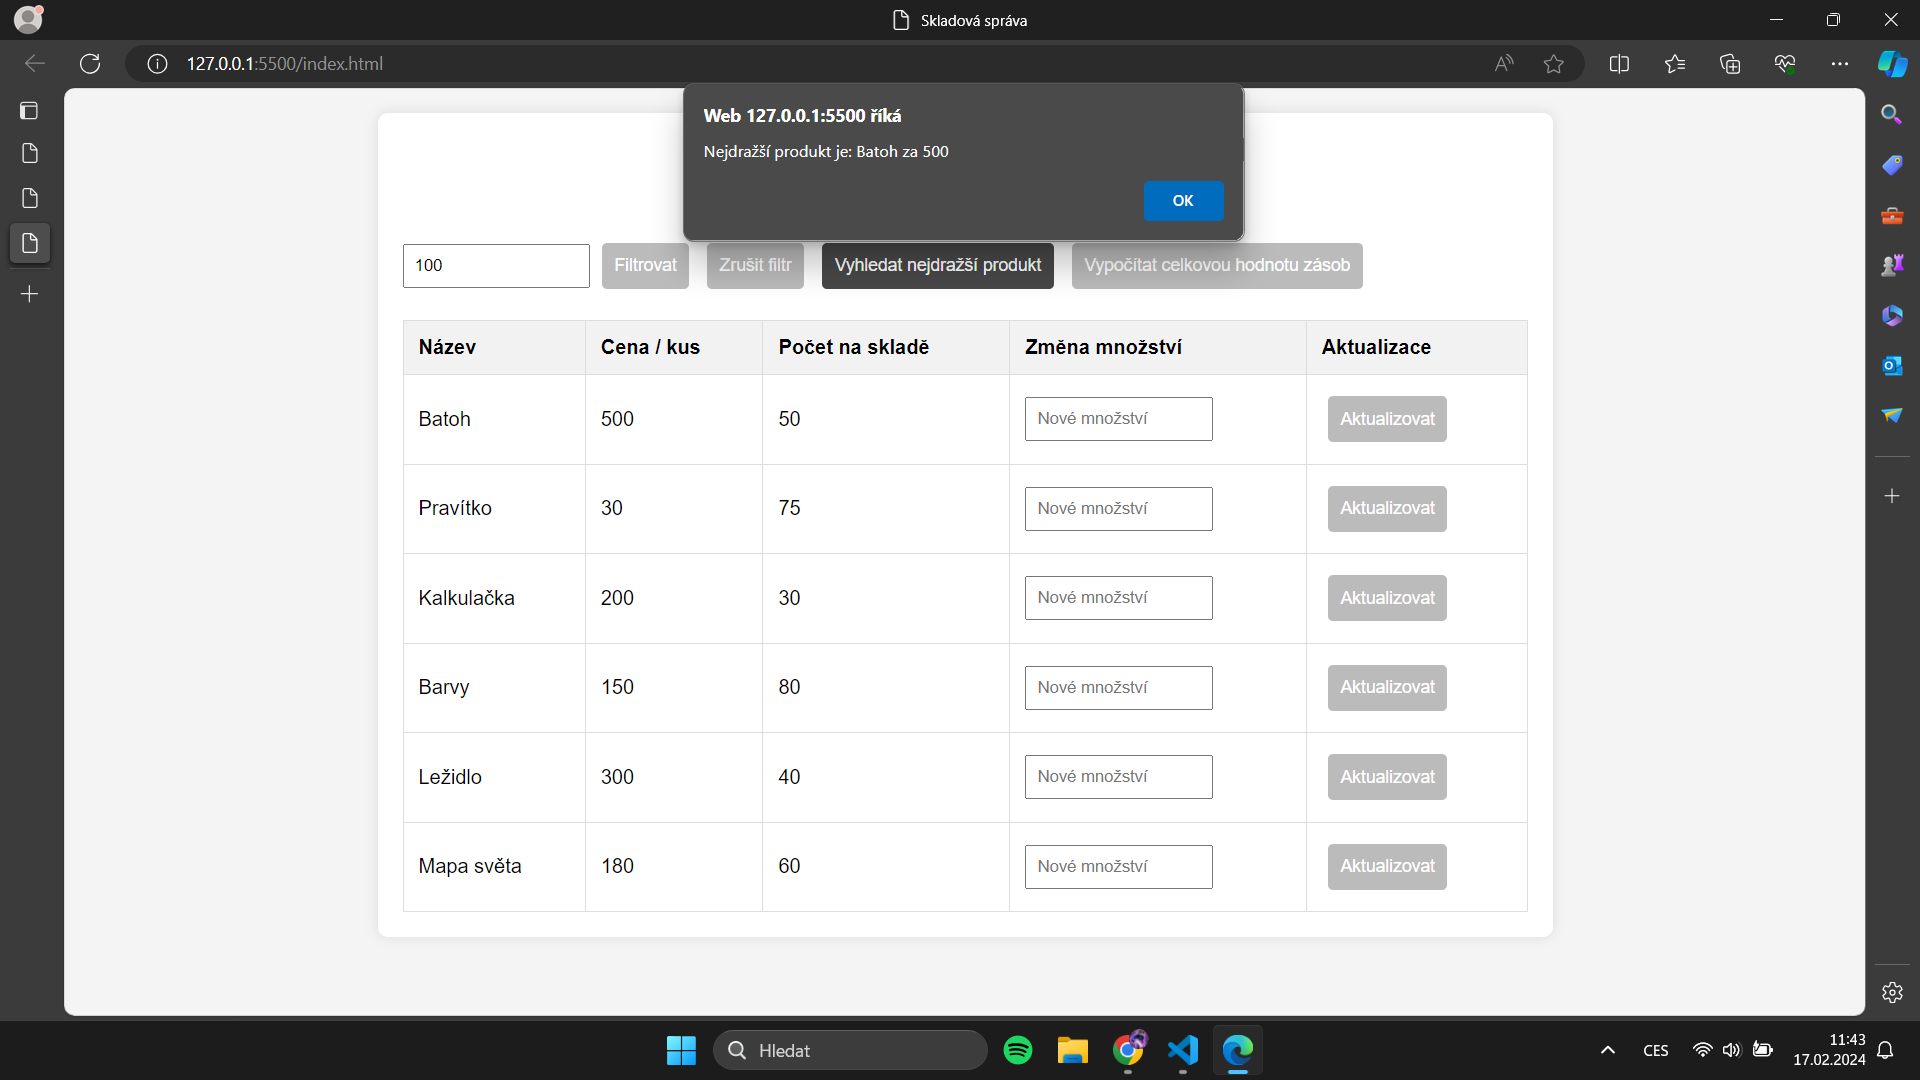 Skladová správa
127.0.0.1:5500/index.html
Web 127.0.0.1:5500 říká
Nejdražší produkt je: Batoh za 500
OK
100 Filtrovat Zrušit filtr Vyhledat nejdražší produkt Vypočítat celkovou hodnotu zásob
Název Cena / kus Počet na skladě Změna množství Aktualizace
Batoh 500 50 Nové množství Aktualizovat
Pravítko 30 75 Nové množství Aktualizovat
Kalkulačka 200 30 Nové množství Aktualizovat
Barvy 150 80 Nové množství Aktualizovat
Ležidlo 300 40 Nové množství Aktualizovat
Mapa světa 180 60 Nové množství Aktualizovat
Hledat
CES
11:43
17.02.2024